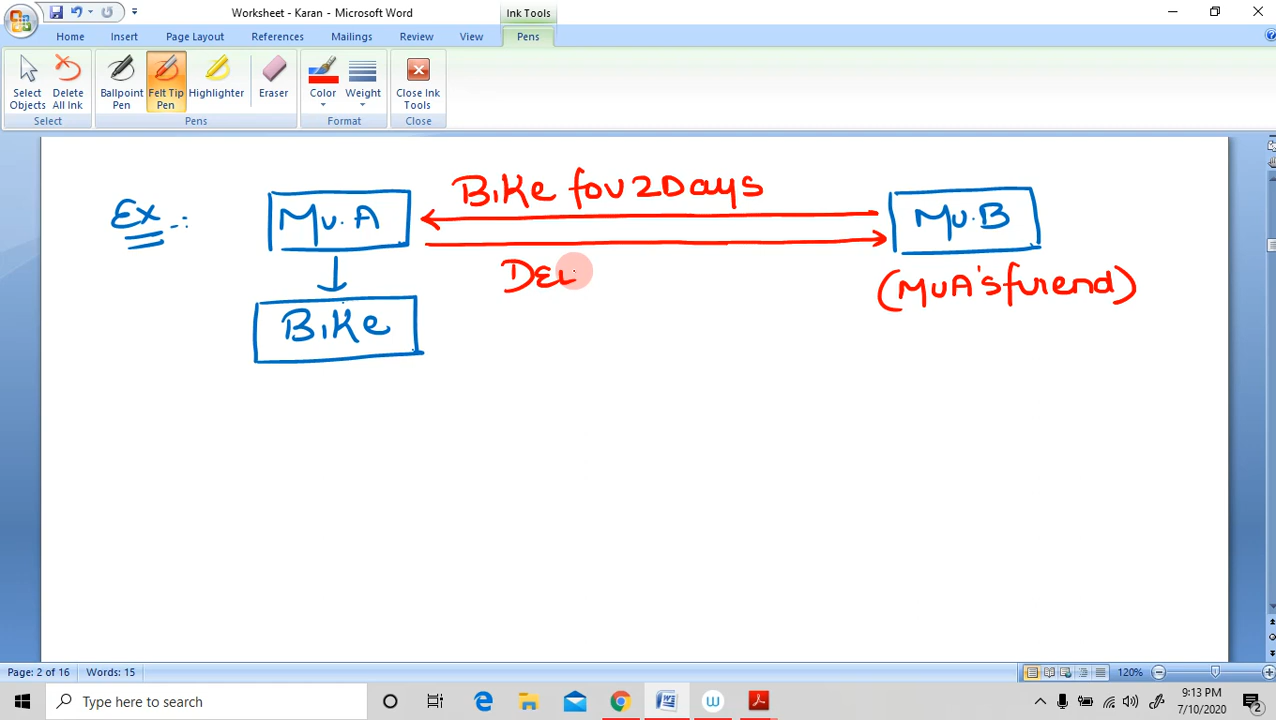 Worksheet - Karan - Microsoft Word
Ink Tools
Home Insert Page Layout References Mailings Review View Pens
Select Objects
Delete All Ink
Ballpoint Pen
Felt Tip Pen
Highlighter
Eraser
Color
Weight
Close Ink Tools
Select Pens Format Close
Ex :
Mr. A
Bike for 2 Days
Mr. B
DEL
(Mr A's friend)
Bike
Page: 2 of 16 Words: 15 120%
Type here to search
9:13 PM
7/10/2020
2